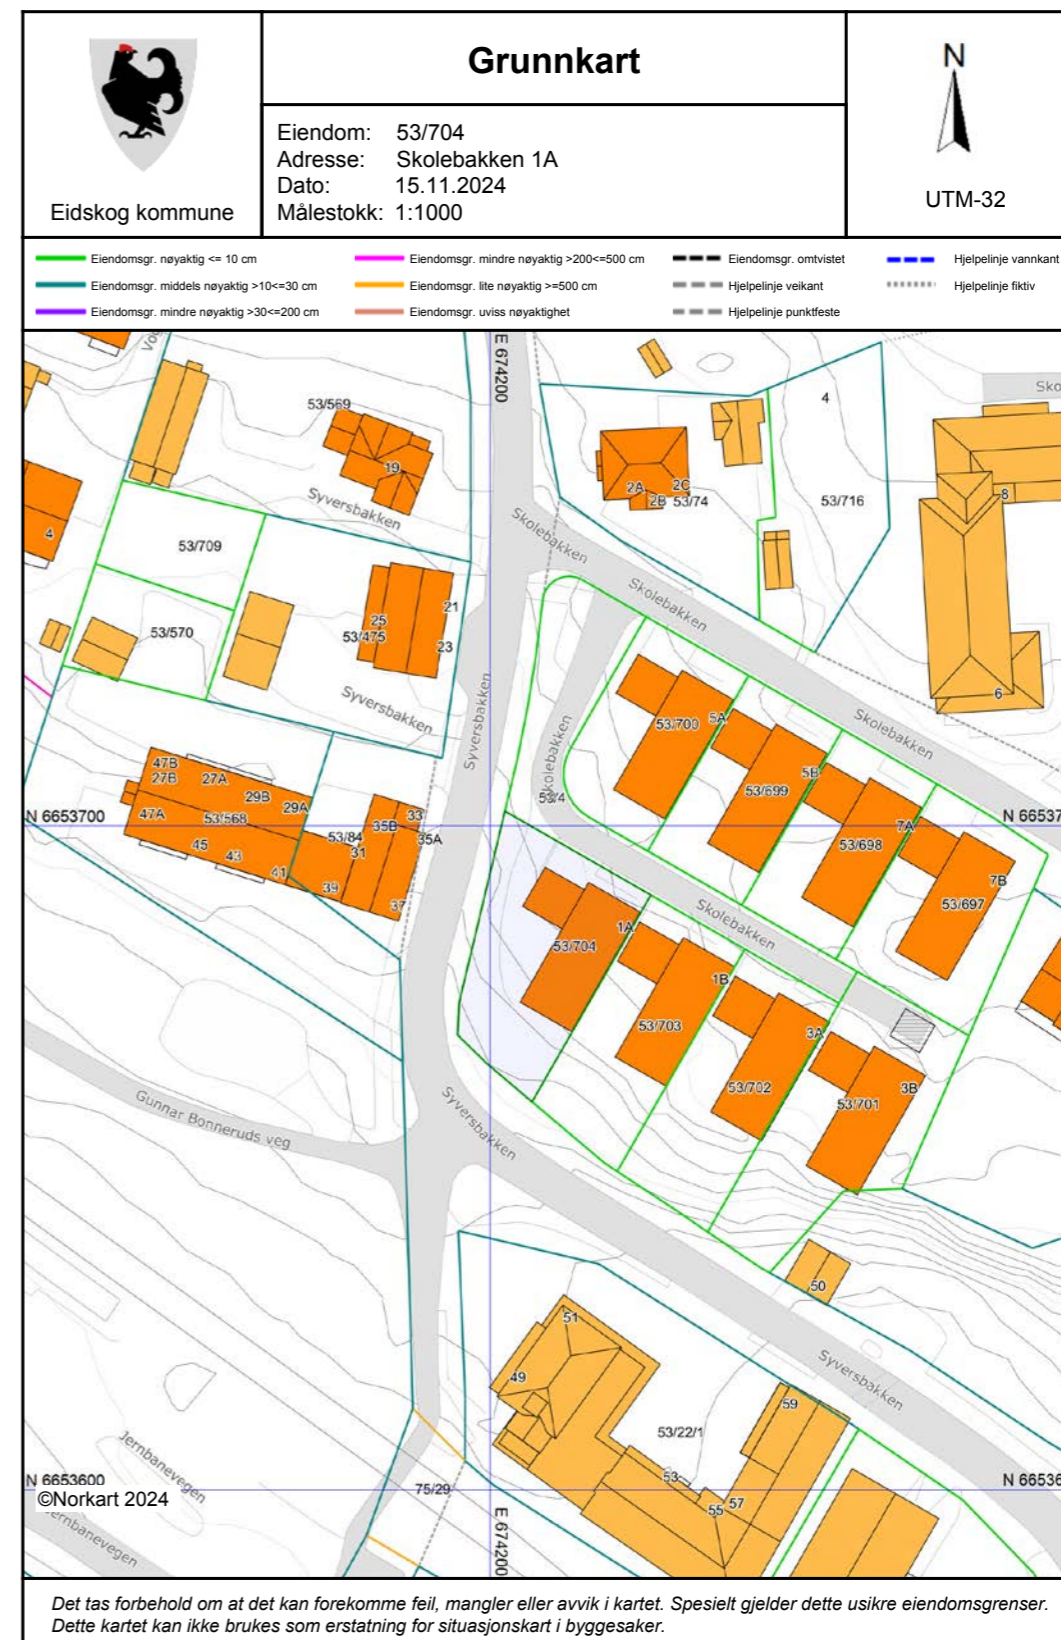 Grunnkart
Eidskog kommune
Eiendom: 53/704
Adresse: Skolebakken 1A
Dato: 15.11.2024
Målestokk: 1:1000
N
UTM-32
Eiendomsgr. nøyaktig <= 10 cm
Eiendomsgr. middels nøyaktig >10<=30 cm
Eiendomsgr. mindre nøyaktig >30<=200 cm
Eiendomsgr. mindre nøyaktig >200<=500 cm
Eiendomsgr. lite nøyaktig >=500 cm
Eiendomsgr. uviss nøyaktighet
Eiendomsgr. omtvistet
Hjelpelinje veikant
Hjelpelinje punktfeste
Hjelpelinje vannkant
Hjelpelinje fiktiv
E 674200
Sko
53/569
4
19
2A
2B
2C
53/74
53/716
8
Syversbakken
Skolebakken
4
53/709
Skolebakken
53/570
25
53/475
21
23
6
Syversbakken
Syversbakken
Skolebakken
Skolebakken
53/700
5A
53/699
5B
53/4
47B
27B
27A
29B
29A
47A
53/568
45
43
41
53/84
31
39
35B
33
35A
37
N 6653700
N 66537
7A
53/698
7B
53/697
Skolebakken
1A
53/704
1B
53/703
3A
53/702
3B
53/701
Gunnar Bonneruds veg
Syversbakken
50
51
49
Syversbakken
59
53/22/1
53
55
57
Jernbanevegen
N 6653600
N 66536
©Norkart 2024
75/29
E 674200
Jernbanevegen
Det tas forbehold om at det kan forekomme feil, mangler eller avvik i kartet. Spesielt gjelder dette usikre eiendomsgrenser.
Dette kartet kan ikke brukes som erstatning for situasjonskart i byggesaker.